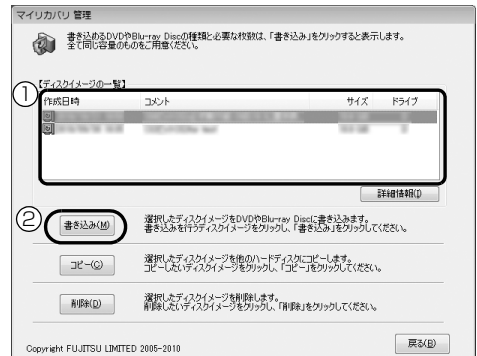 マイリカバリ 管理
書き込めるDVDやBlu-ray Discの種類と必要な枚数は、「書き込み」をクリックすると表示します。
全て同じ容量のものをご用意ください。
【ディスクイメージの一覧】
①
作成日時 コメント サイズ ドライブ
詳細情報(I)
②
書き込み(M)
選択したディスクイメージをDVDやBlu-ray Discに書き込みます。
書き込みを行うディスクイメージをクリックし、「書き込み」をクリックしてください。
コピー(C)
選択したディスクイメージを他のハードディスクにコピーします。
コピーしたいディスクイメージをクリックし、「コピー」をクリックしてください。
削除(D)
選択したディスクイメージを削除します。
削除したいディスクイメージをクリックし、「削除」をクリックしてください。
Copyright FUJITSU LIMITED 2005-2010
戻る(B)